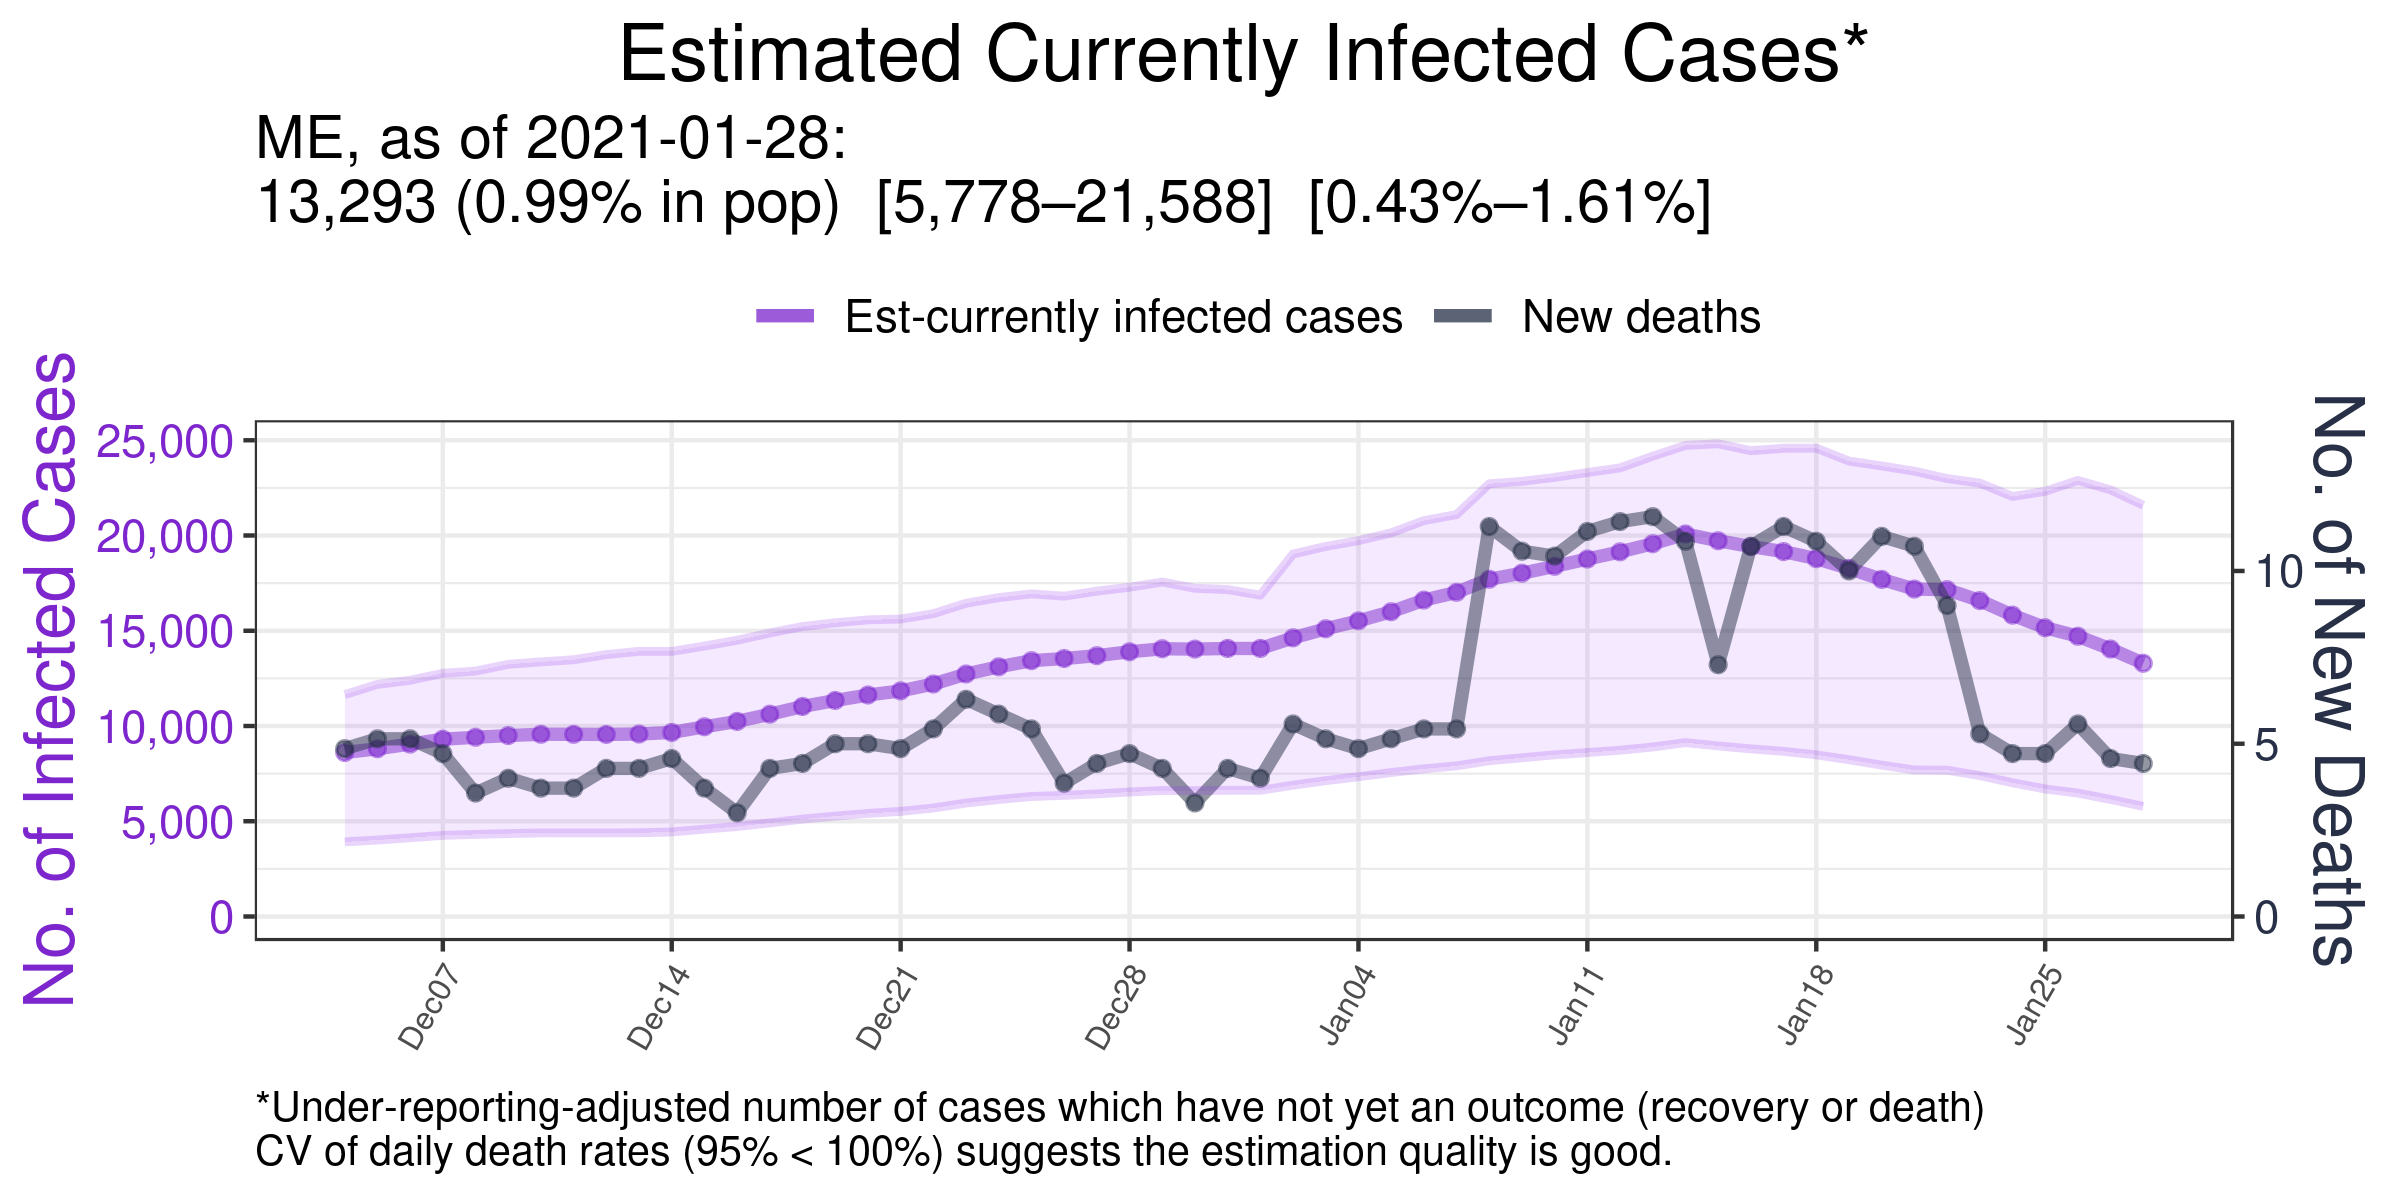 Estimated Currently Infected Cases*
ME, as of 2021-01-28:
13,293 (0.99% in pop)  [5,778–21,588]  [0.43%–1.61%]
Est-currently infected cases
New deaths
No. of Infected Cases
25,000
20,000
15,000
10,000
5,000
0
No. of New Deaths
10
5
0
Dec07
Dec14
Dec21
Dec28
Jan04
Jan11
Jan18
Jan25
*Under-reporting-adjusted number of cases which have not yet an outcome (recovery or death)
CV of daily death rates (95% < 100%) suggests the estimation quality is good.